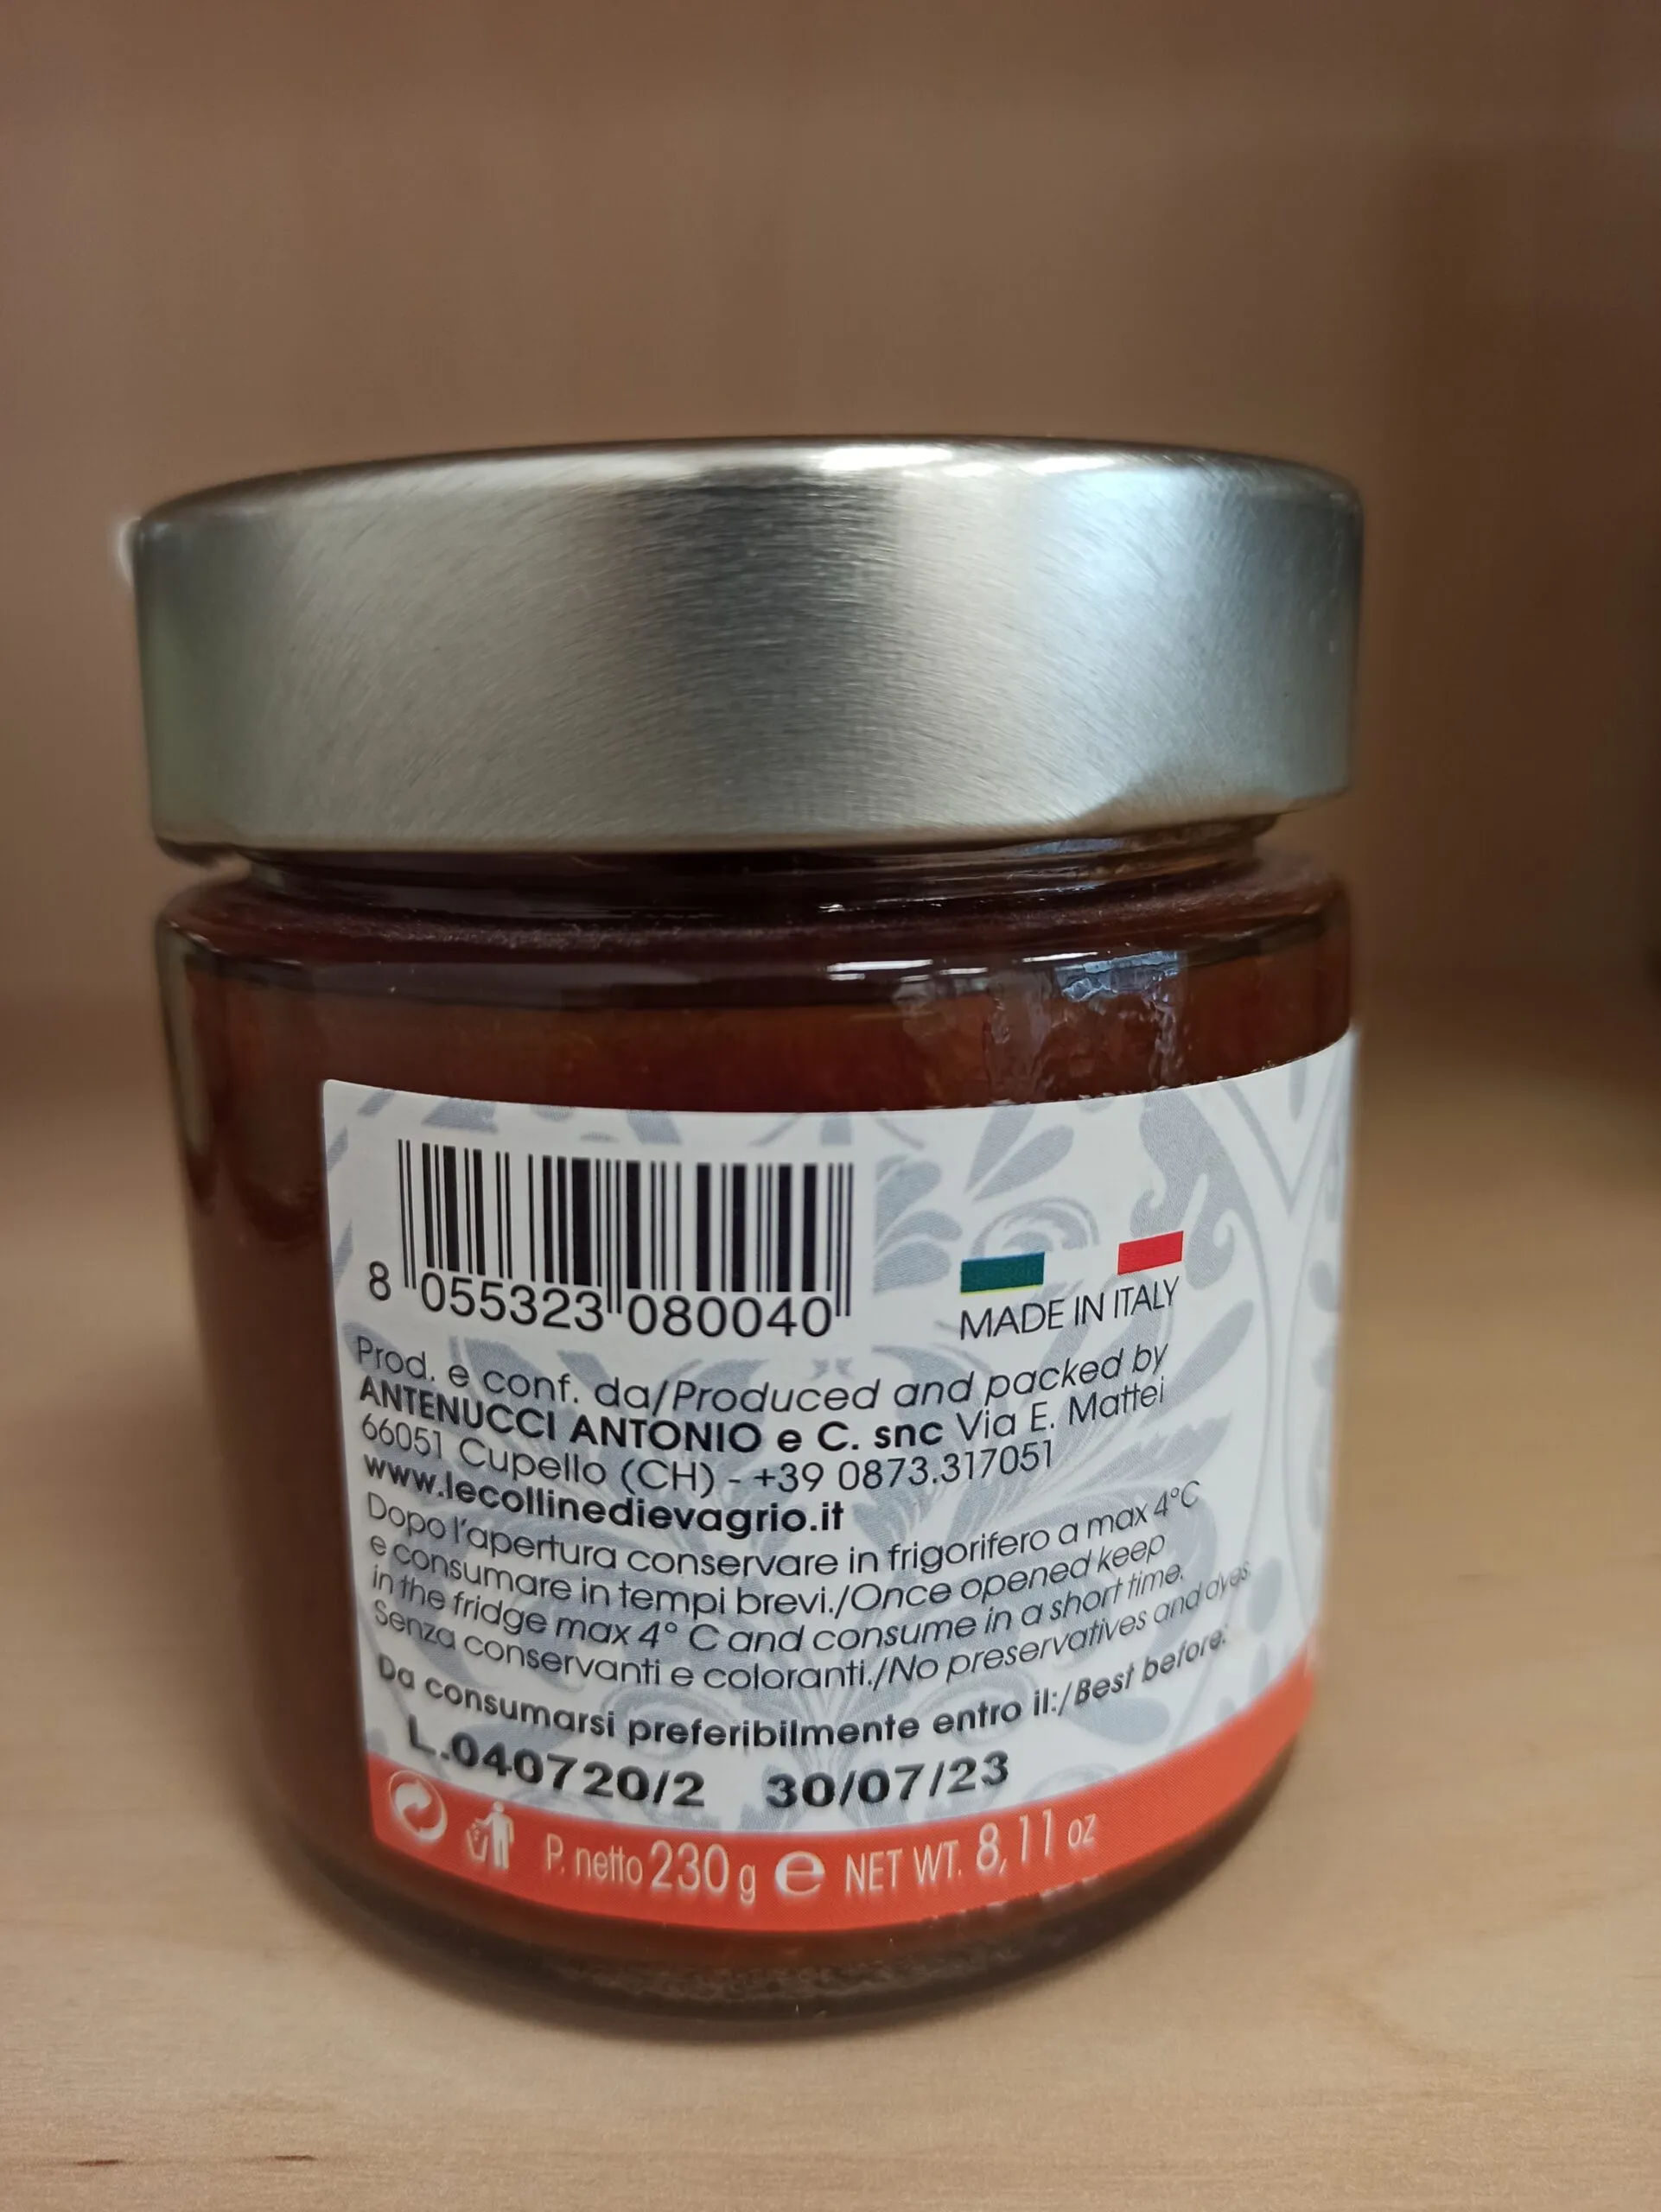 8 055323 080040
MADE IN ITALY
Prod. e conf. da/Produced and packed by
ANTENUCCI ANTONIO e C. snc Via E. Mattei
66051 Cupello (CH) - +39 0873.317051
www.lecollinedievagrio.it
Dopo l'apertura conservare in frigorifero a max 4°C
e consumare in tempi brevi./Once opened keep
in the fridge max 4° C and consume in a short time.
Senza conservanti e coloranti./No preservatives and dyes
Da consumarsi preferibilmente entro il:/Best before:
L.040720/2 30/07/23
P. netto 230 g e NET WT. 8,11 oz